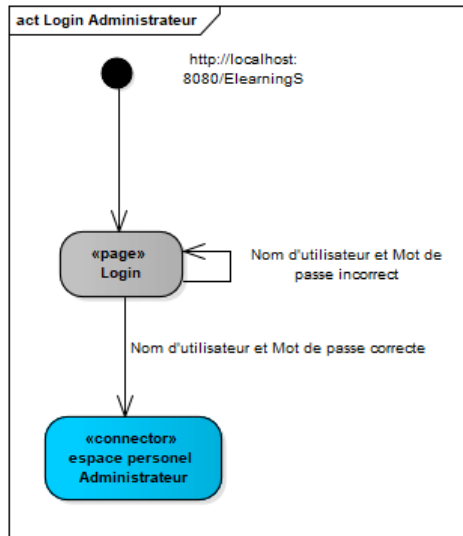 act Login Administrateur
http://localhost:
8080/ElearningS
«page»
Login
Nom d'utilisateur et Mot de
passe incorrect
Nom d'utilisateur et Mot de passe correcte
«connector»
espace personel
Administrateur